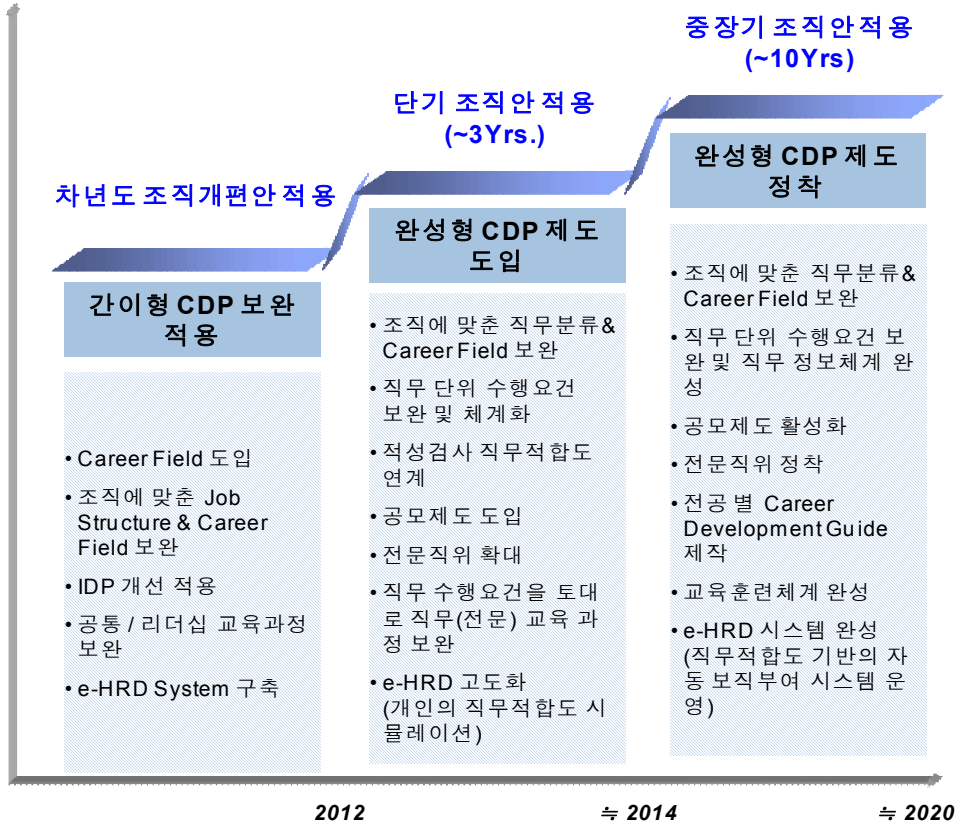 차년도 조직개편안 적용
간이형 CDP 보완
적용
• Career Field 도입
• 조직에 맞춘 Job
Structure & Career
Field 보완
• IDP 개선 적용
• 공통 / 리더십 교육과정
보완
• e-HRD System 구축
단기 조직안 적용
(~3Yrs.)
완성형 CDP 제도
도입
• 조직에 맞춘 직무분류&
Career Field 보완
• 직무 단위 수행요건
보완 및 체계화
• 적성검사 직무적합도
연계
• 공모제도 도입
• 전문직위 확대
• 직무 수행요건을 토대
로 직무(전문) 교육 과
정 보완
• e-HRD 고도화
(개인의 직무적합도 시
뮬레이션)
중장기 조직안 적용
(~10Yrs)
완성형 CDP 제도
정착
• 조직에 맞춘 직무분류&
Career Field 보완
• 직무 단위 수행요건 보
완 및 직무 정보체계 완
성
• 공모제도 활성화
• 전문직위 정착
• 전공 별 Career
Development Guide
제작
• 교육훈련체계 완성
• e-HRD 시스템 완성
(직무적합도 기반의 자
동 보직부여 시스템 운
영)
2012
≒ 2014
≒ 2020